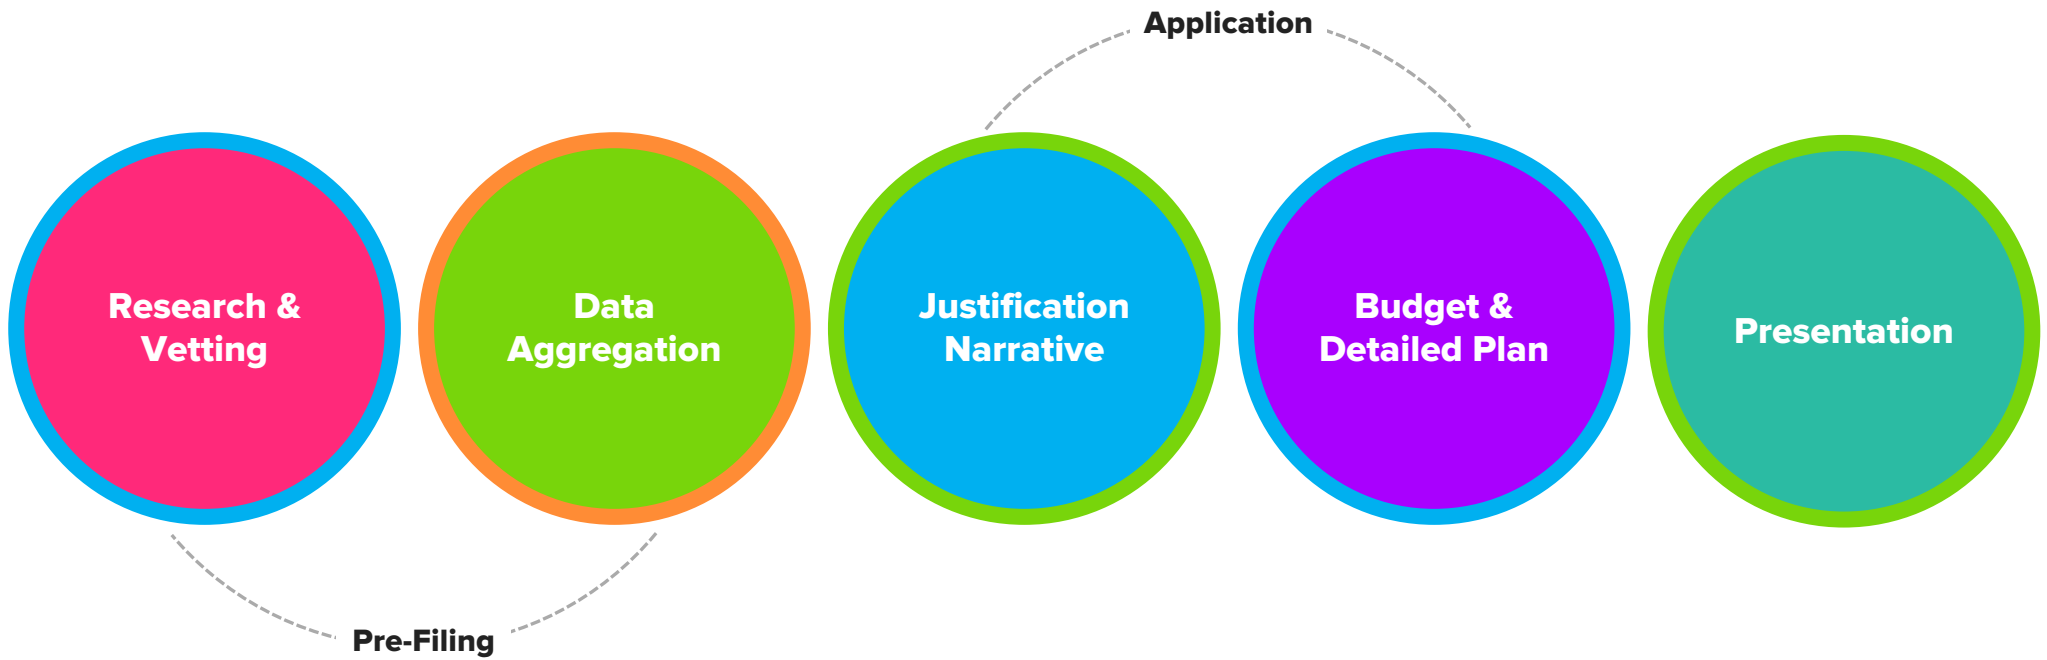 Application
Research &
Vetting
Data
Aggregation
Justification
Narrative
Budget &
Detailed Plan
Presentation
Pre-Filing